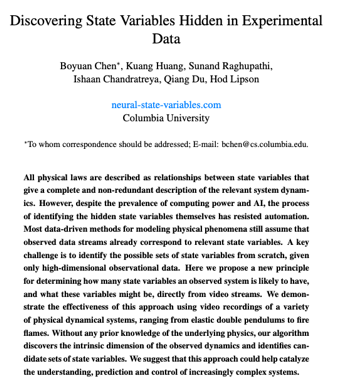 Discovering State Variables Hidden in Experimental
Data
Boyuan Chen*, Kuang Huang, Sunand Raghupathi,
Ishaan Chandratreya, Qiang Du, Hod Lipson
neural-state-variables.com
Columbia University
*To whom correspondence should be addressed; E-mail: bchen@cs.columbia.edu.
All physical laws are described as relationships between state variables that
give a complete and non-redundant description of the relevant system dynam-
ics. However, despite the prevalence of computing power and AI, the process
of identifying the hidden state variables themselves has resisted automation.
Most data-driven methods for modeling physical phenomena still assume that
observed data streams already correspond to relevant state variables. A key
challenge is to identify the possible sets of state variables from scratch, given
only high-dimensional observational data. Here we propose a new principle
for determining how many state variables an observed system is likely to have,
and what these variables might be, directly from video streams. We demon-
strate the effectiveness of this approach using video recordings of a variety
of physical dynamical systems, ranging from elastic double pendulums to fire
flames. Without any prior knowledge of the underlying physics, our algorithm
discovers the intrinsic dimension of the observed dynamics and identifies can-
didate sets of state variables. We suggest that this approach could help catalyze
the understanding, prediction and control of increasingly complex systems.